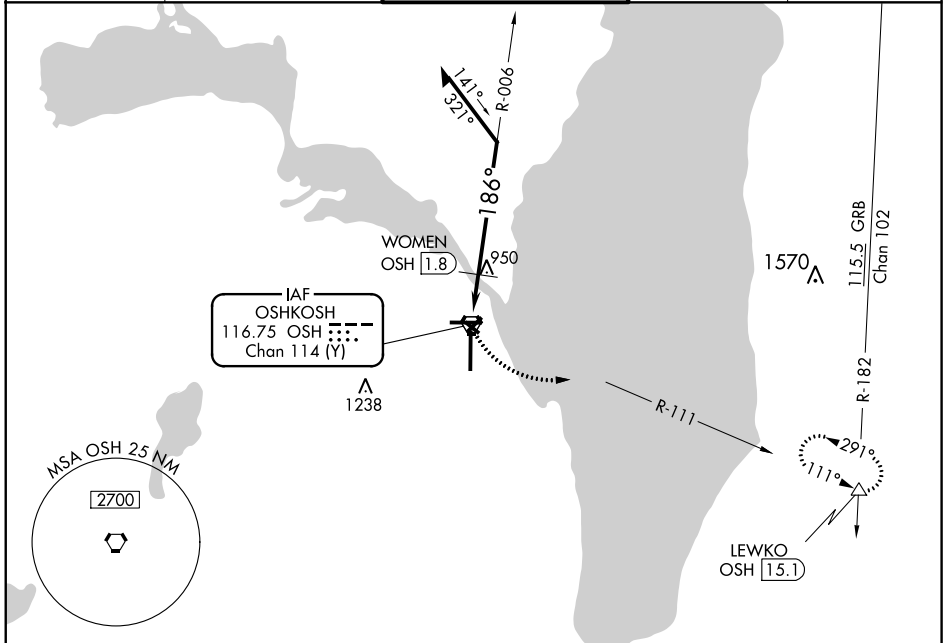 141°
321°
R-006
186°
WOMEN
OSH 1.8
950
1570
115.5 GRB
Chan 102
IAF
OSHKOSH
116.75 OSH
Chan 114 (Y)
1238
R-182
R-111
291°
111°
MSA OSH 25 NM
2700
LEWKO
OSH 15.1